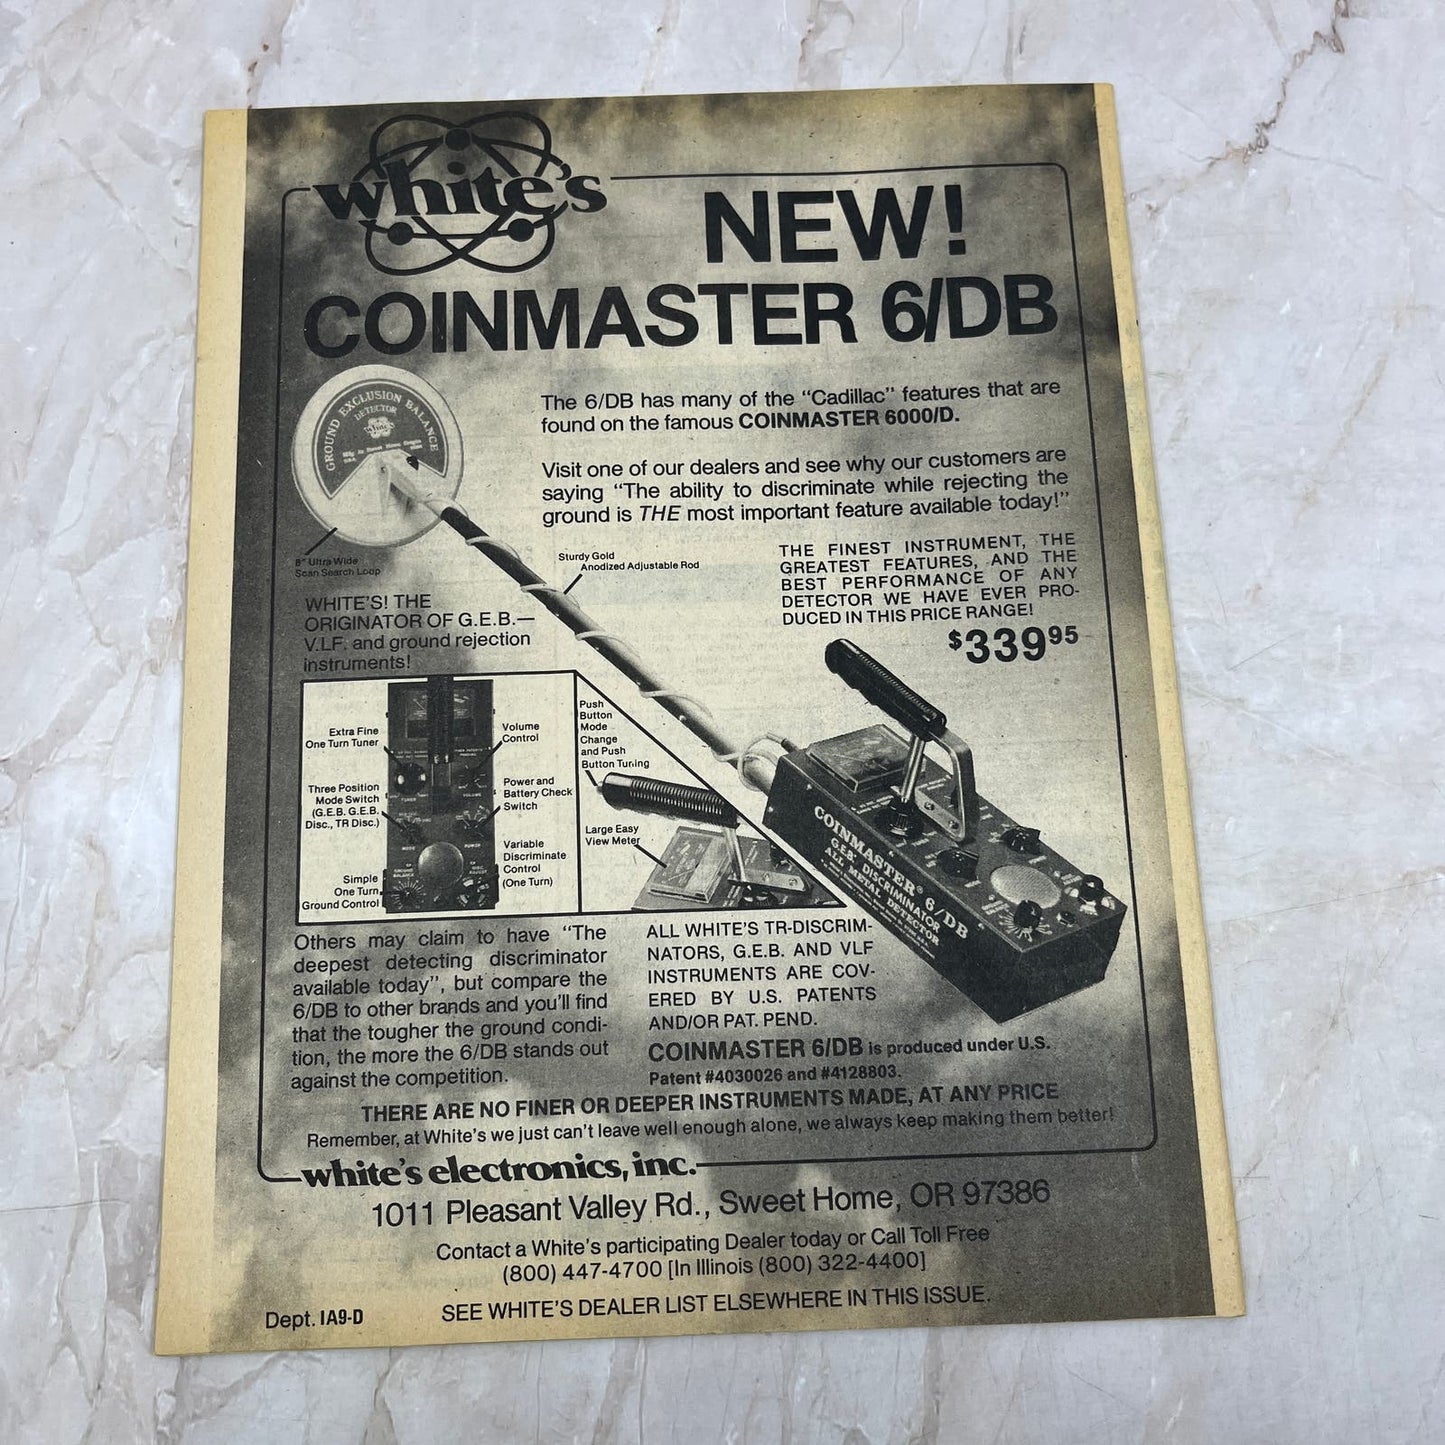 white's
NEW!
COINMASTER 6/DB
The 6/DB has many of the "Cadillac" features that are
found on the famous COINMASTER 6000/D.
Visit one of our dealers and see why our customers are
saying "The ability to discriminate while rejecting the
ground is THE most important feature available today!"
GROUND EXCLUSION BALANCE
DETECTOR
white's
8" Ultra Wide
Scan Search Loop
Sturdy Gold
Anodized Adjustable Rod
THE FINEST INSTRUMENT, THE
GREATEST FEATURES, AND THE
BEST PERFORMANCE OF ANY
DETECTOR WE HAVE EVER PRO-
DUCED IN THIS PRICE RANGE!
$339 95
WHITE'S! THE
ORIGINATOR OF G.E.B.—
V.L.F. and ground rejection
instruments!
Extra Fine
One Turn Tuner
Three Position
Mode Switch
(G.E.B. G.E.B.
Disc., TR Disc.)
Simple
One Turn
Ground Control
Volume
Control
Power and
Battery Check
Switch
Variable
Discriminate
Control
(One Turn)
TUNER
VOLUME
MODE
POWER
GROUND
BALANCE
DISC
ADJUST
Push
Button
Mode
Change
and Push
Button Tuning
Large Easy
View Meter
COINMASTER® 6/DB
G.E.B. DISCRIMINATOR
ALL METAL DETECTOR
Others may claim to have "The
deepest detecting discriminator
available today", but compare the
6/DB to other brands and you'll find
that the tougher the ground condi-
tion, the more the 6/DB stands out
against the competition.
ALL WHITE'S TR-DISCRIM-
NATORS, G.E.B. AND VLF
INSTRUMENTS ARE COV-
ERED BY U.S. PATENTS
AND/OR PAT. PEND.
COINMASTER 6/DB is produced under U.S.
Patent #4030026 and #4128803.
THERE ARE NO FINER OR DEEPER INSTRUMENTS MADE, AT ANY PRICE
Remember, at White's we just can't leave well enough alone, we always keep making them better!
white's electronics, inc.
1011 Pleasant Valley Rd., Sweet Home, OR 97386
Contact a White's participating Dealer today or Call Toll Free
(800) 447-4700 [In Illinois (800) 322-4400]
Dept. IA9-D
SEE WHITE'S DEALER LIST ELSEWHERE IN THIS ISSUE.